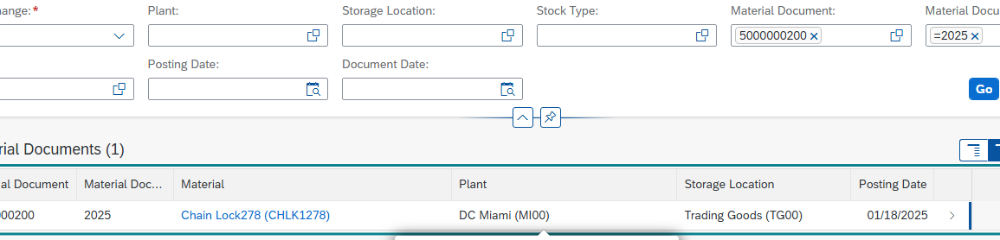 ange:* Plant: Storage Location: Stock Type: Material Document: Material Docu
5000000200 =2025
Posting Date: Document Date:
Go
rial Documents (1)
al Document Material Doc... Material Plant Storage Location Posting Date
00200 2025 Chain Lock278 (CHLK1278) DC Miami (MI00) Trading Goods (TG00) 01/18/2025